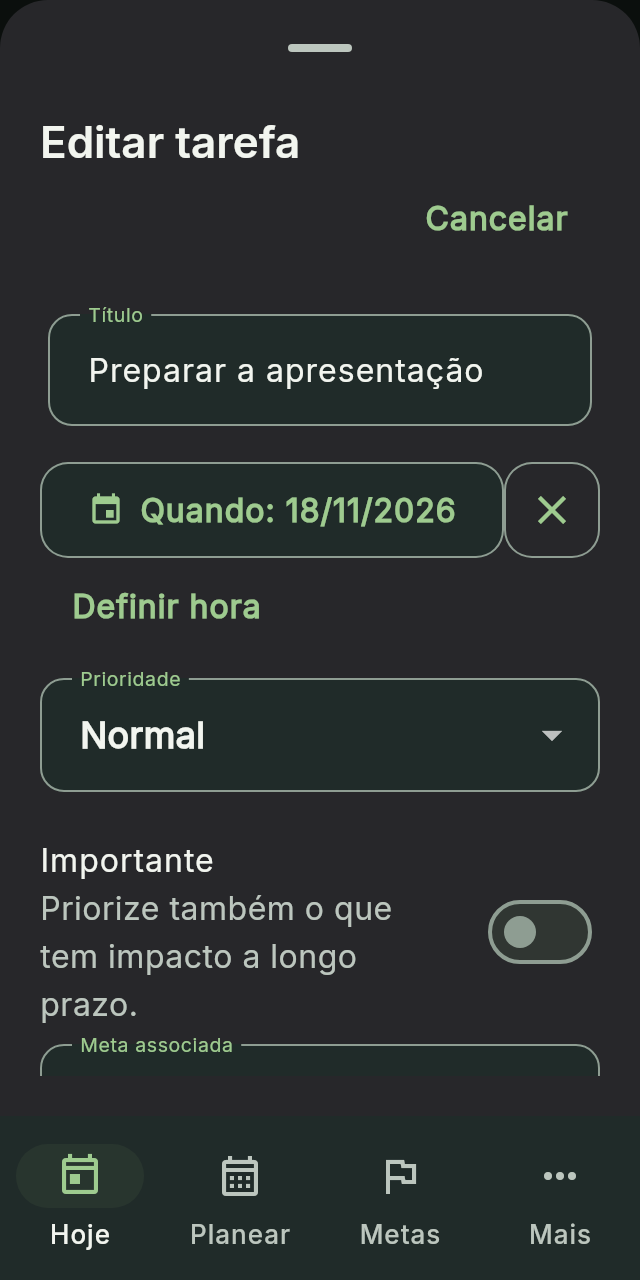 Editar tarefa
Cancelar
Título
Preparar a apresentação
Quando: 18/11/2026
Definir hora
Prioridade
Normal
Importante
Priorize também o que
tem impacto a longo
prazo.
Meta associada
Hoje
Planear
Metas
Mais